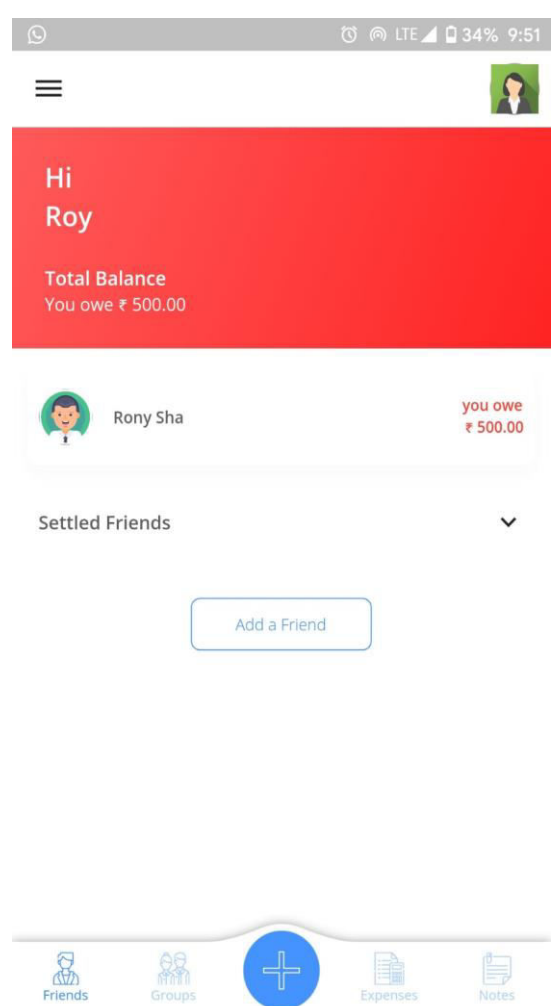 LTE 34% 9:51
Hi
Roy
Total Balance
You owe ₹ 500.00
Rony Sha
you owe
₹ 500.00
Settled Friends
Add a Friend
Friends Groups Expenses Notes